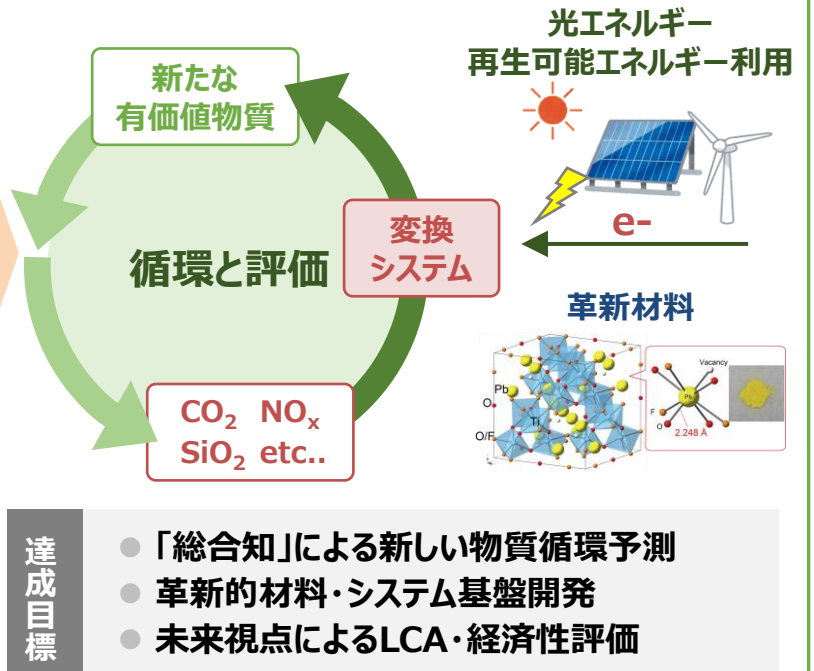 光エネルギー
再生可能エネルギー利用
新たな
有価値物質
変換
システム
e-
循環と評価
革新材料
Vacancy
Pb
O
Ti
O/F
Pb
F
O
2.248 Å
CO₂ NOₓ
SiO₂ etc..
達成目標
● 「総合知」による新しい物質循環予測
● 革新的材料・システム基盤開発
● 未来視点によるLCA・経済性評価